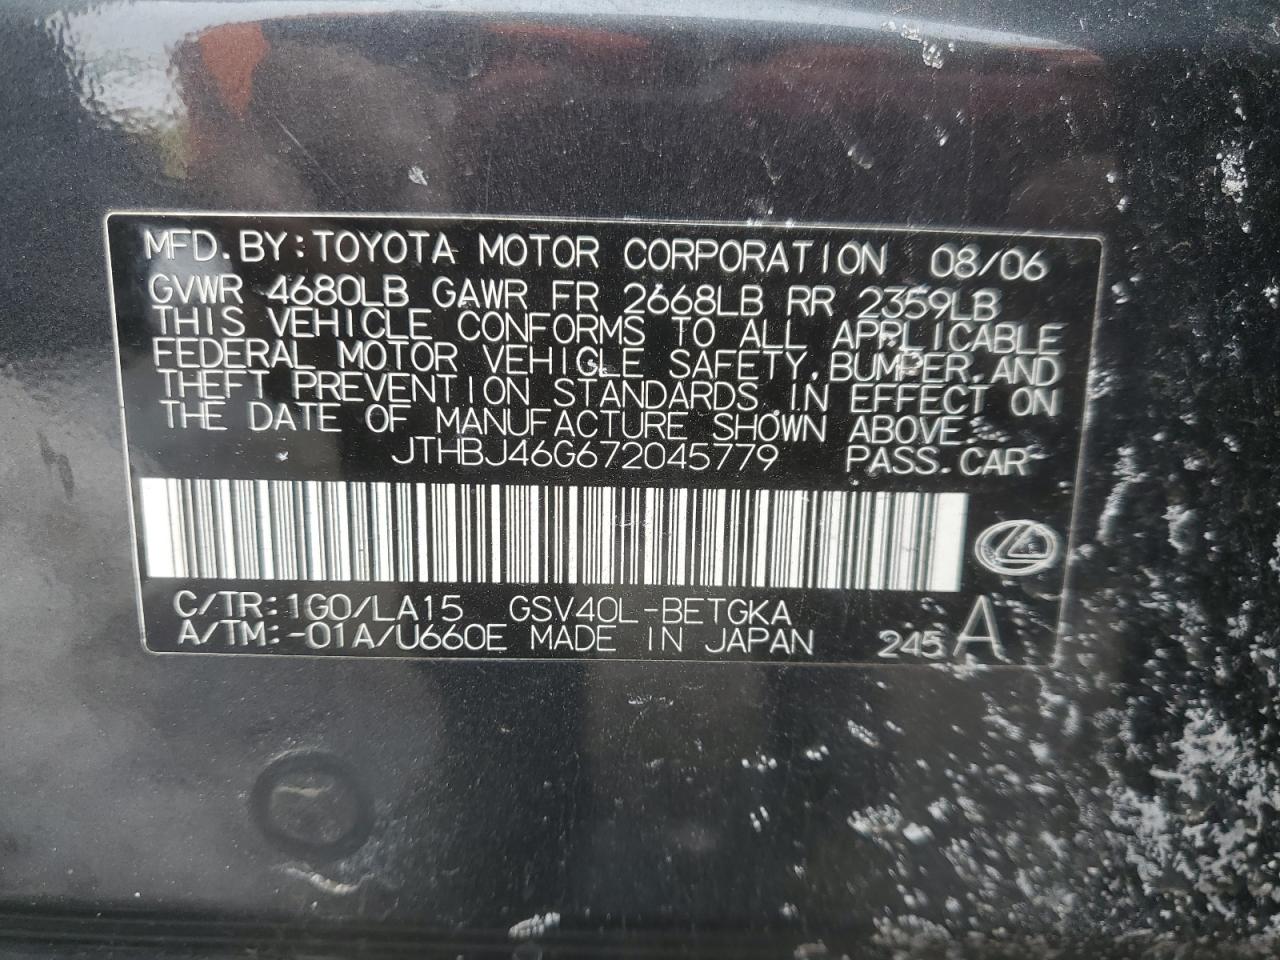 MFD.BY:TOYOTA MOTOR CORPORATION 08/06
GVWR 4680LB GAWR FR 2668LB RR 2359LB
THIS VEHICLE CONFORMS TO ALL APPLICABLE
FEDERAL MOTOR VEHICLE SAFETY,BUMPER,AND
THEFT PREVENTION STANDARDS IN EFFECT ON
THE DATE OF MANUFACTURE SHOWN ABOVE.
JTHBJ46G672045779 PASS.CAR
C/TR:1G0/LA15 GSV40L-BETGKA
A/TM:-01A/U660E MADE IN JAPAN 245 A